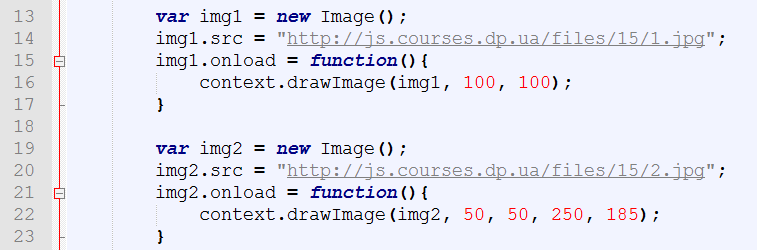 13 var img1 = new Image();
14 img1.src = "http://js.courses.dp.ua/files/15/1.jpg";
15 img1.onload = function(){
16 context.drawImage(img1, 100, 100);
17 }
18
19 var img2 = new Image();
20 img2.src = "http://js.courses.dp.ua/files/15/2.jpg";
21 img2.onload = function(){
22 context.drawImage(img2, 50, 50, 250, 185);
23 }